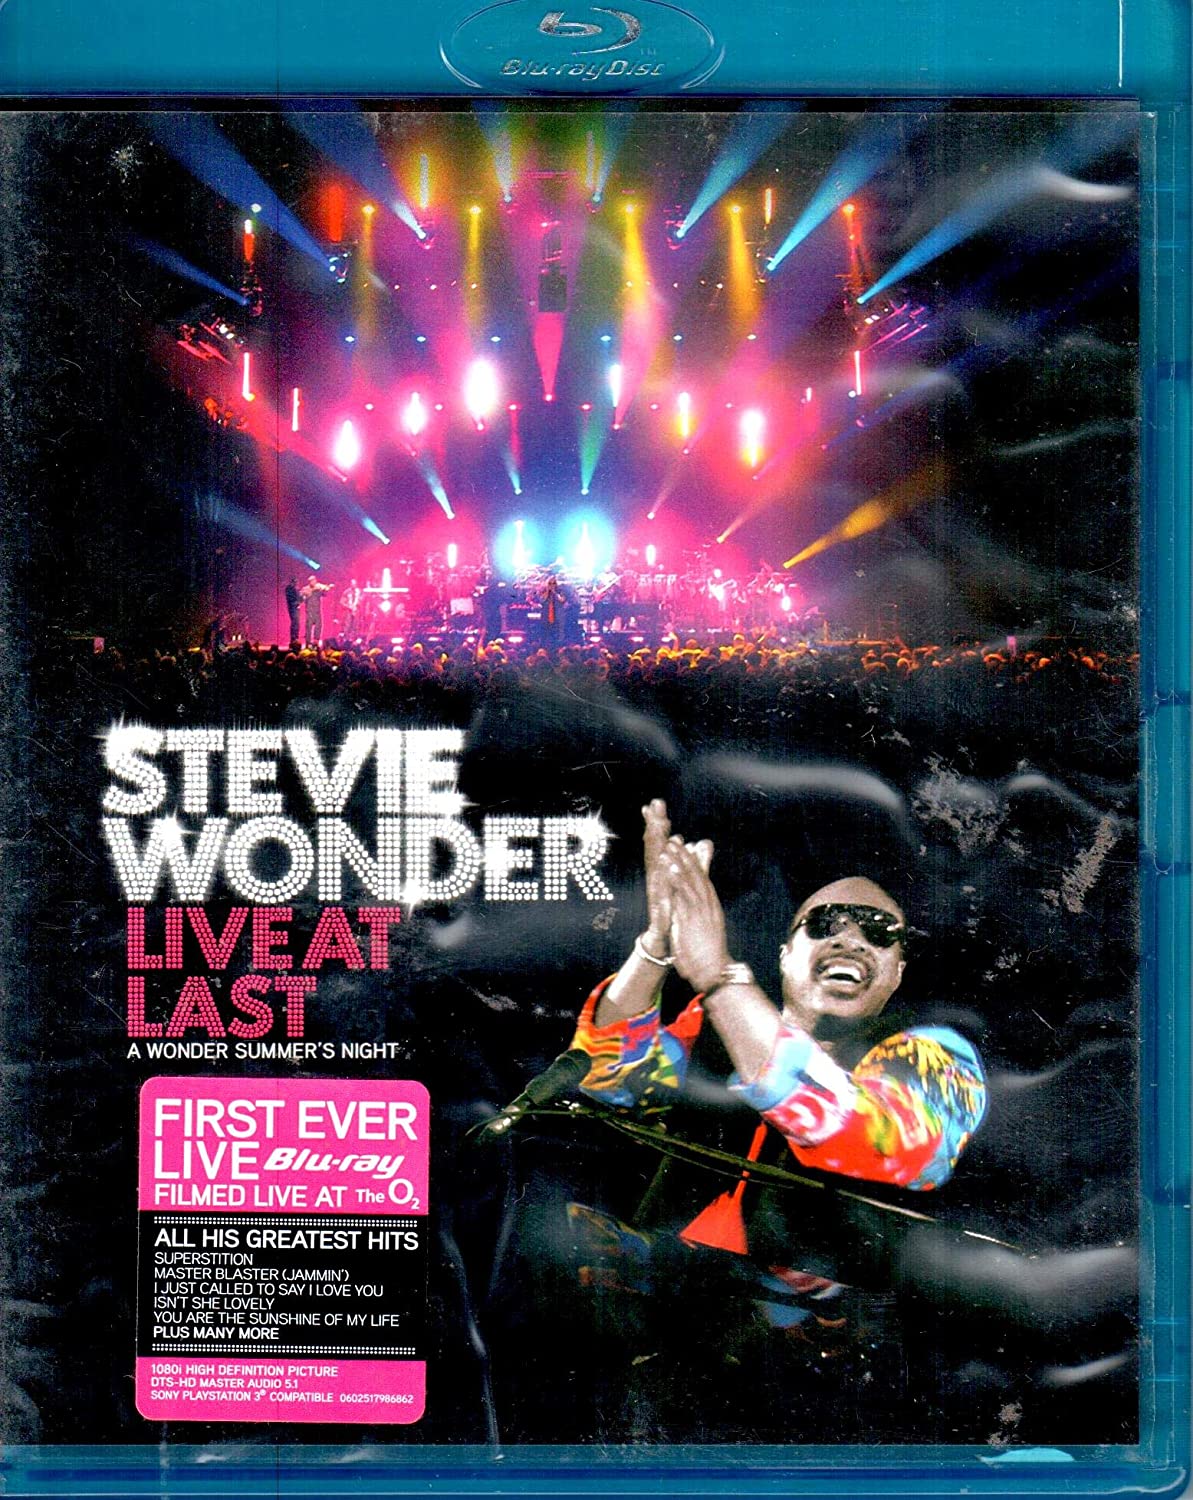 Blu-ray Disc
STEVIE
WONDER
LIVE AT
LAST
A WONDER SUMMER'S NIGHT
FIRST EVER
LIVE Blu-ray
FILMED LIVE AT The O2
ALL HIS GREATEST HITS
SUPERSTITION
MASTER BLASTER (JAMMIN')
I JUST CALLED TO SAY I LOVE YOU
ISN'T SHE LOVELY
YOU ARE THE SUNSHINE OF MY LIFE
PLUS MANY MORE
1080i HIGH DEFINITION PICTURE
DTS-HD MASTER AUDIO 5.1
SONY PLAYSTATION 3® COMPATIBLE 0602517986862